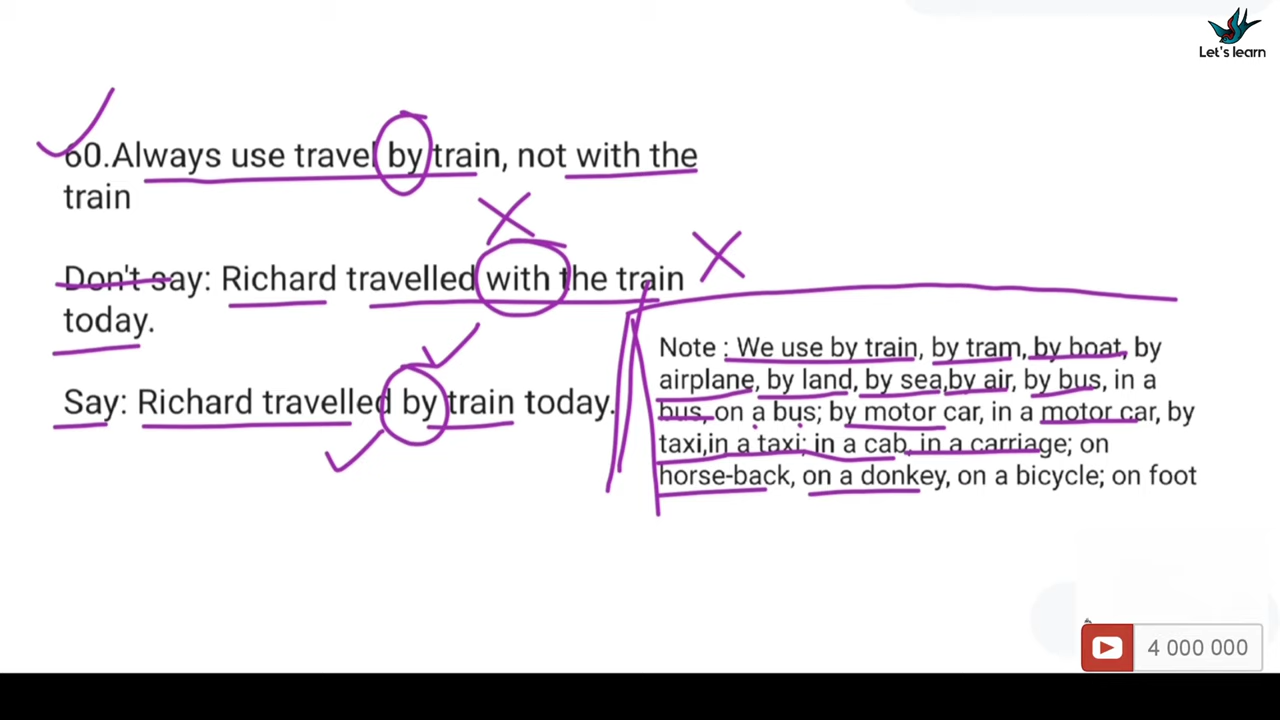 Let's learn
60.Always use travel by train, not with the
train
Don't say: Richard travelled with the train
today.
Say: Richard travelled by train today.
Note : We use by train, by tram, by boat, by
airplane, by land, by sea,by air, by bus, in a
bus, on a bus; by motor car, in a motor car, by
taxi,in a taxi; in a cab, in a carriage; on
horse-back, on a donkey, on a bicycle; on foot
4 000 000